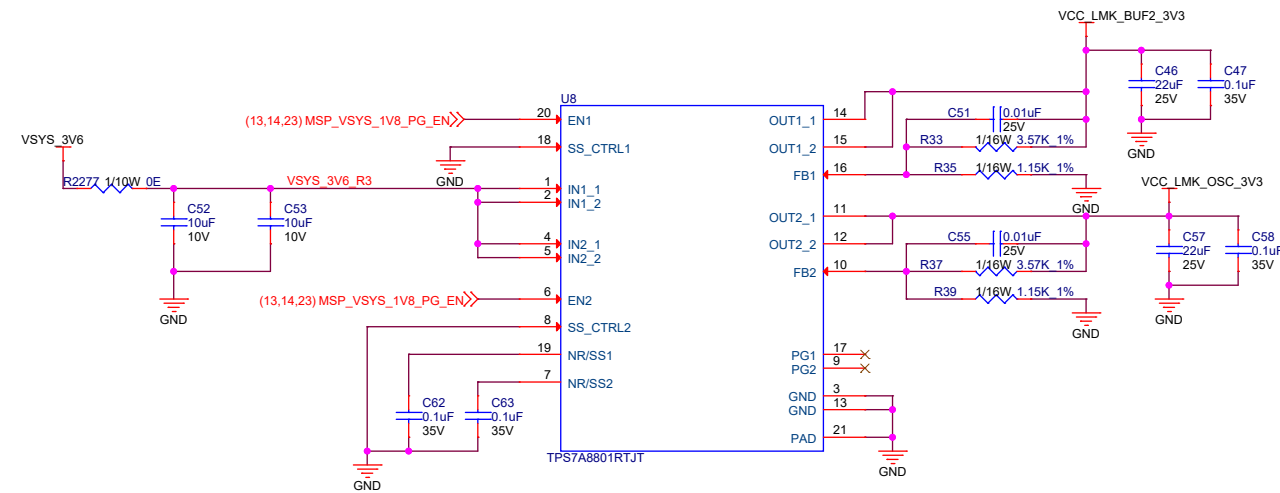 VCC_LMK_BUF2_3V3
C46
22uF
25V
C47
0.1uF
35V
GND
U8
(13,14,23) MSP_VSYS_1V8_PG_EN
20
EN1
OUT1_1
14
C51
0.01uF
25V
VSYS_3V6
18
SS_CTRL1
OUT1_2
15
R33
1/16W
3.57K_1%
GND
R2277
1/10W
0E
VSYS_3V6_R3
1
IN1_1
FB1
16
R35
1/16W
1.15K_1%
2
IN1_2
GND
VCC_LMK_OSC_3V3
C52
10uF
10V
C53
10uF
10V
OUT2_1
11
4
IN2_1
OUT2_2
12
C55
0.01uF
25V
C57
22uF
25V
C58
0.1uF
35V
5
IN2_2
FB2
10
R37
1/16W
3.57K_1%
GND
(13,14,23) MSP_VSYS_1V8_PG_EN
6
EN2
R39
1/16W
1.15K_1%
GND
GND
8
SS_CTRL2
19
NR/SS1
PG1
17
PG2
9
7
NR/SS2
GND
3
GND
13
C62
0.1uF
35V
C63
0.1uF
35V
PAD
21
TPS7A8801RTJT
GND
GND